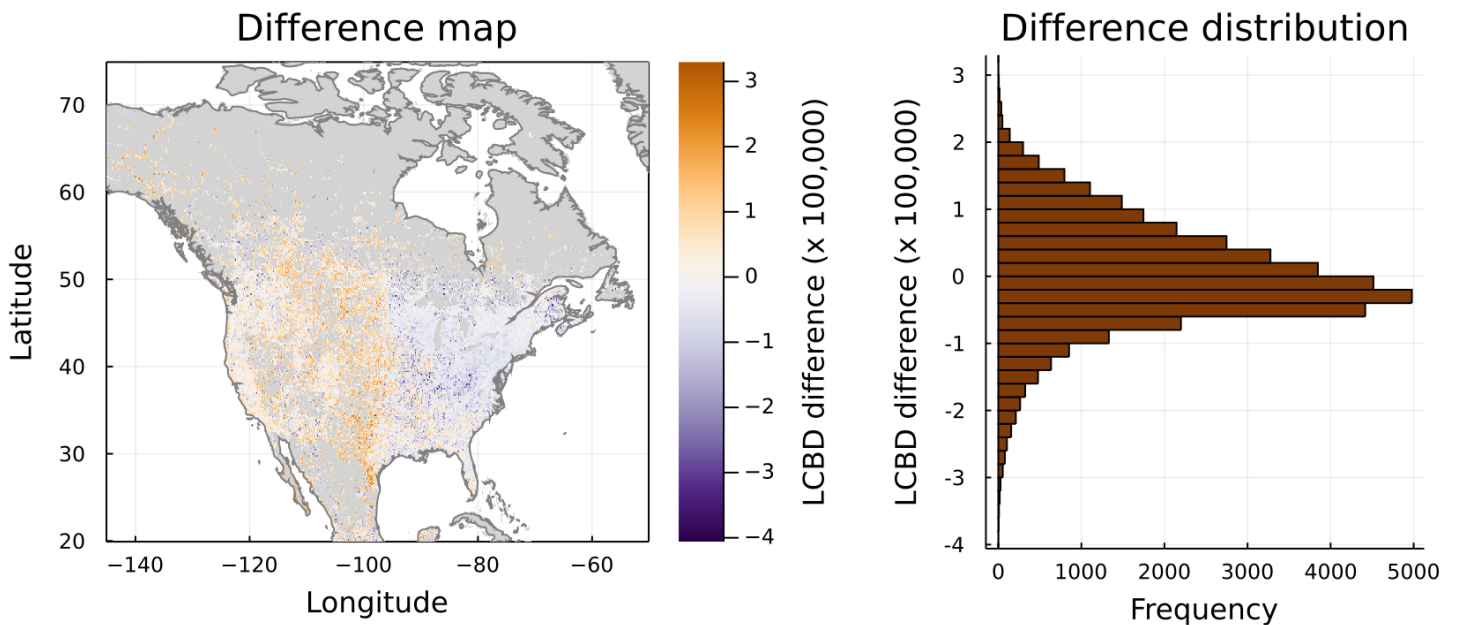 Difference map
70
60
50
40
30
20
−140 −120 −100 −80 −60
Longitude
Latitude
3
2
1
0
−1
−2
−3
−4
LCBD difference (x 100,000)
Difference distribution
3
2
1
0
-1
-2
-3
-4
0 1000 2000 3000 4000 5000
Frequency
LCBD difference (x 100,000)